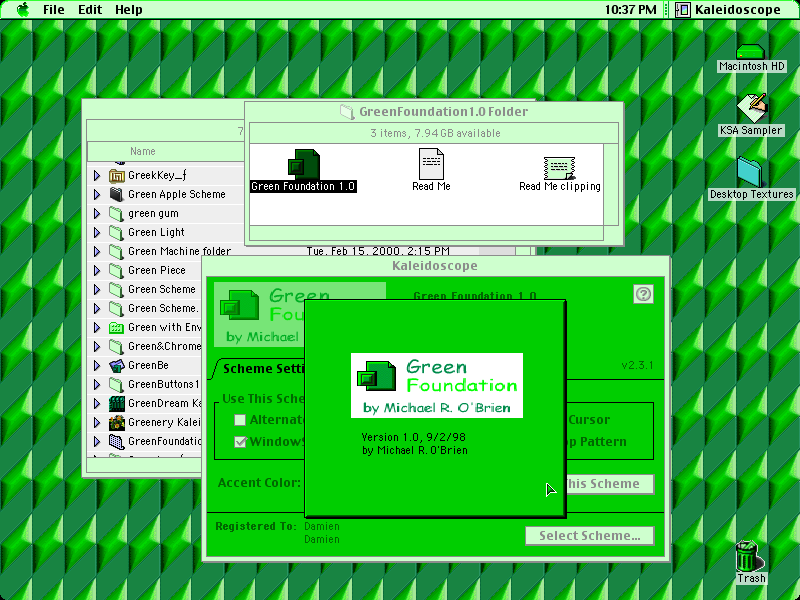 File Edit Help
10:37 PM Kaleidoscope
Macintosh HD
KSA Sampler
Desktop Textures
Trash
GreenFoundation1.0 Folder
3 items, 7.94 GB available
Green Foundation 1.0
Read Me
Read Me clipping
7
Name
GreekKey_f
Green Apple Scheme
green gum
Green Light
Green Machine folder Tue, Feb 15, 2000, 2:15 PM
Green Piece
Green Scheme
Green Scheme.
Green with Env
Green&Chrome
GreenBe
GreenButtons1
GreenDream Ka
Greenery Kalei
GreenFoundatio
Kaleidoscope
Green
Fou
by Michael
Green Foundation 1.0
v2.3.1
Scheme Setti
Use This Sche
Alternat
WindowS
Cursor
op Pattern
Accent Color:
his Scheme
Registered To: Damien
Damien
Select Scheme...
Green
Foundation
by Michael R. O'Brien
Version 1.0, 9/2/98
by Michael R. O'Brien